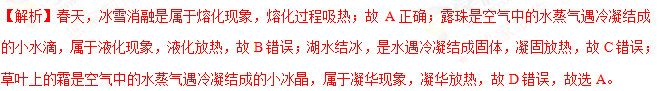 【解析】春天，冰雪消融是属于熔化现象，熔化过程吸热；故 A 正确；露珠是空气中的水蒸气遇冷凝结成
的小水滴，属于液化现象，液化放热，故 B 错误；湖水结冰，是水遇冷凝结成固体，凝固放热，故 C 错误；
草叶上的霜是空气中的水蒸气遇冷凝结成的小冰晶，属于凝华现象，凝华放热，故 D 错误，故选 A。